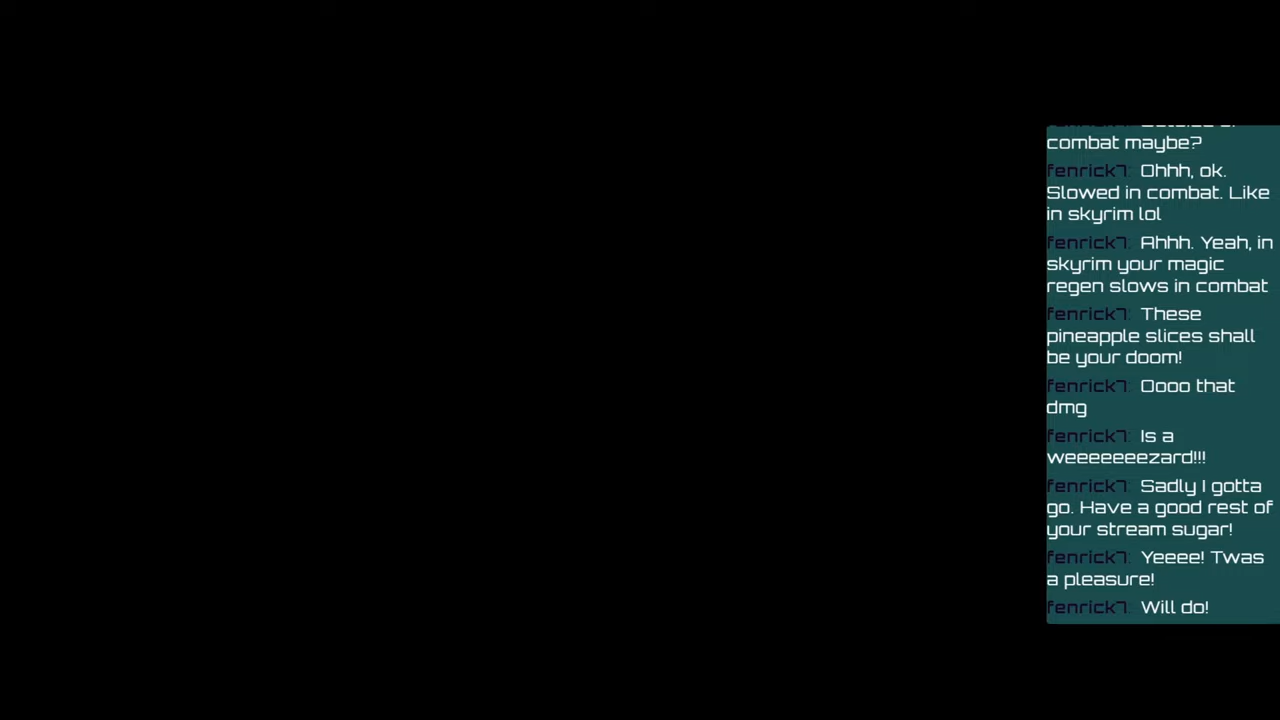 combat maybe?
fenrick7: Ohhh, ok.
Slowed in combat. Like
in skyrim lol
fenrick7: Ahhh. Yeah, in
skyrim your magic
regen slows in combat
fenrick7: These
pineapple slices shall
be your doom!
fenrick7: Oooo that
dmg
fenrick7: Is a
weeeeeeezard!!!
fenrick7: Sadly I gotta
go. Have a good rest of
your stream sugar!
fenrick7: Yeeee! Twas
a pleasure!
fenrick7: Will do!